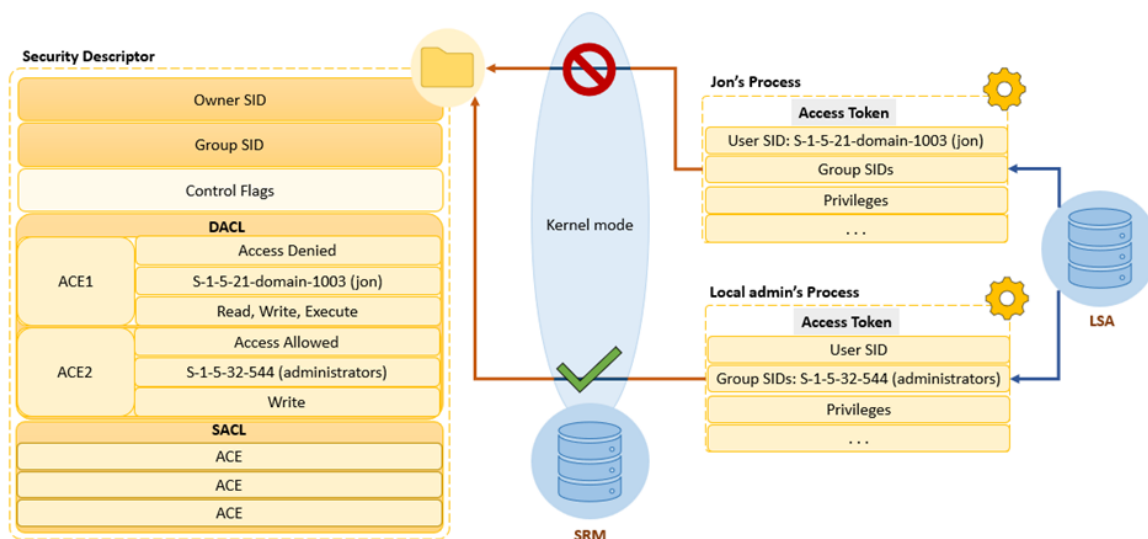 Security Descriptor
Owner SID
Group SID
Control Flags
DACL
ACE1
Access Denied
S-1-5-21-domain-1003 (jon)
Read, Write, Execute
ACE2
Access Allowed
S-1-5-32-544 (administrators)
Write
SACL
ACE
ACE
ACE
Kernel mode
SRM
Jon's Process
Access Token
User SID: S-1-5-21-domain-1003 (jon)
Group SIDs
Privileges
. . .
Local admin's Process
Access Token
User SID
Group SIDs: S-1-5-32-544 (administrators)
Privileges
. . .
LSA